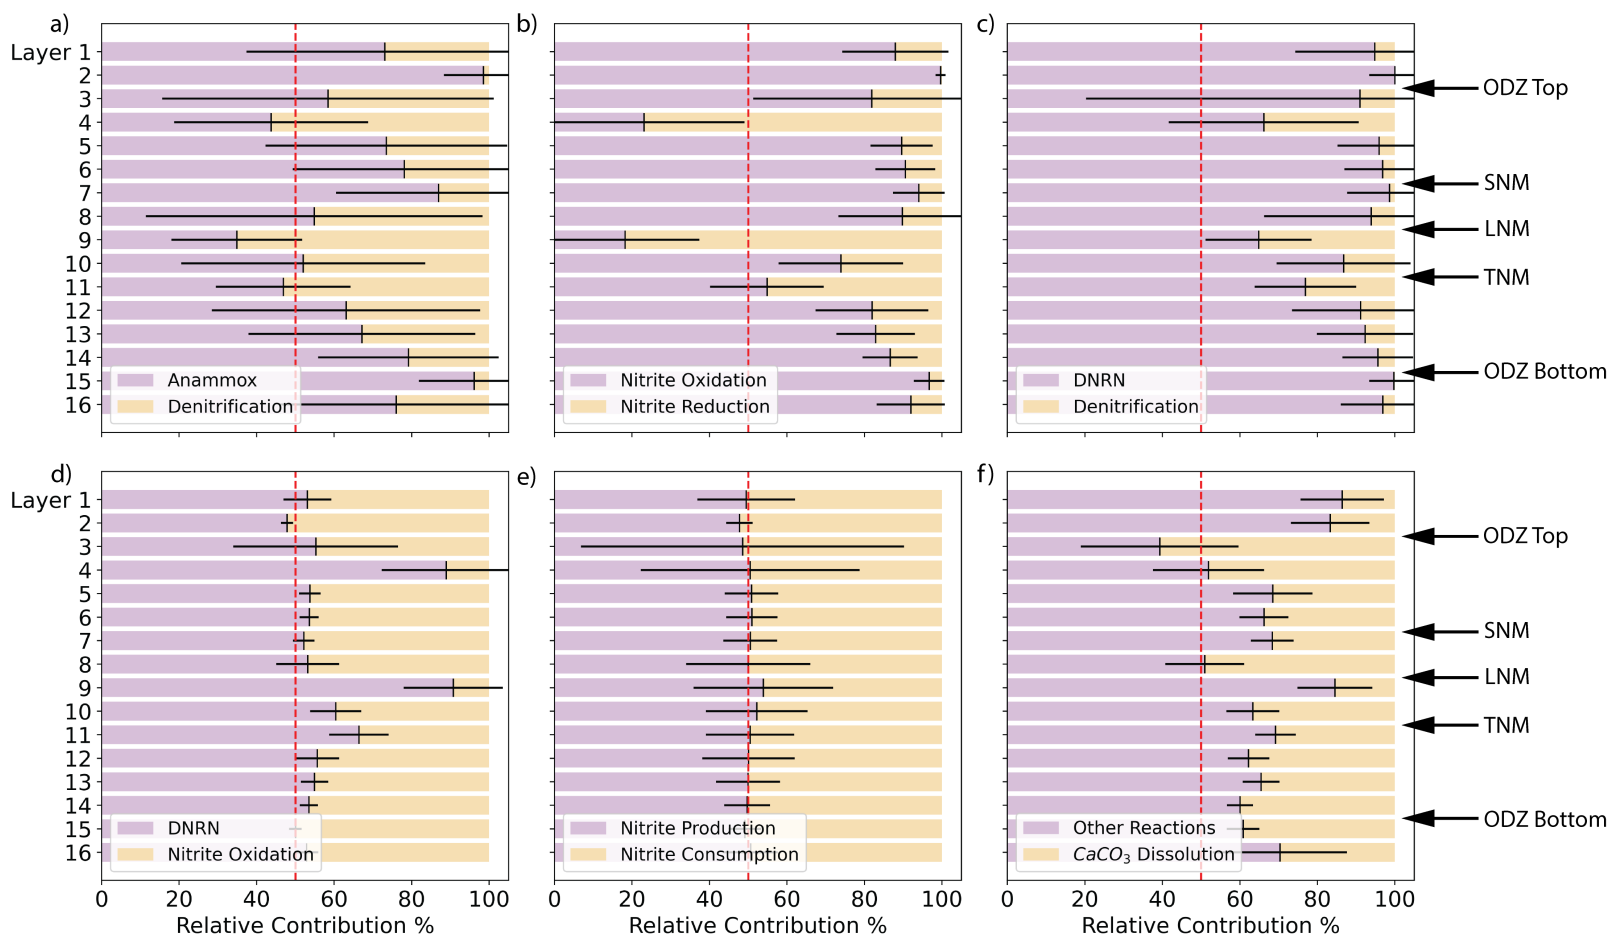 a)
b)
c)
Layer 1
2
3
4
5
6
7
8
9
10
11
12
13
14
15
16
Anammox
Denitrification
Nitrite Oxidation
Nitrite Reduction
DNRN
Denitrification
ODZ Top
SNM
LNM
TNM
ODZ Bottom
d)
e)
f)
Layer 1
2
3
4
5
6
7
8
9
10
11
12
13
14
15
16
DNRN
Nitrite Oxidation
Nitrite Production
Nitrite Consumption
Other Reactions
CaCO₃ Dissolution
ODZ Top
SNM
LNM
TNM
ODZ Bottom
0 20 40 60 80 100
Relative Contribution %
0 20 40 60 80 100
Relative Contribution %
0 20 40 60 80 100
Relative Contribution %